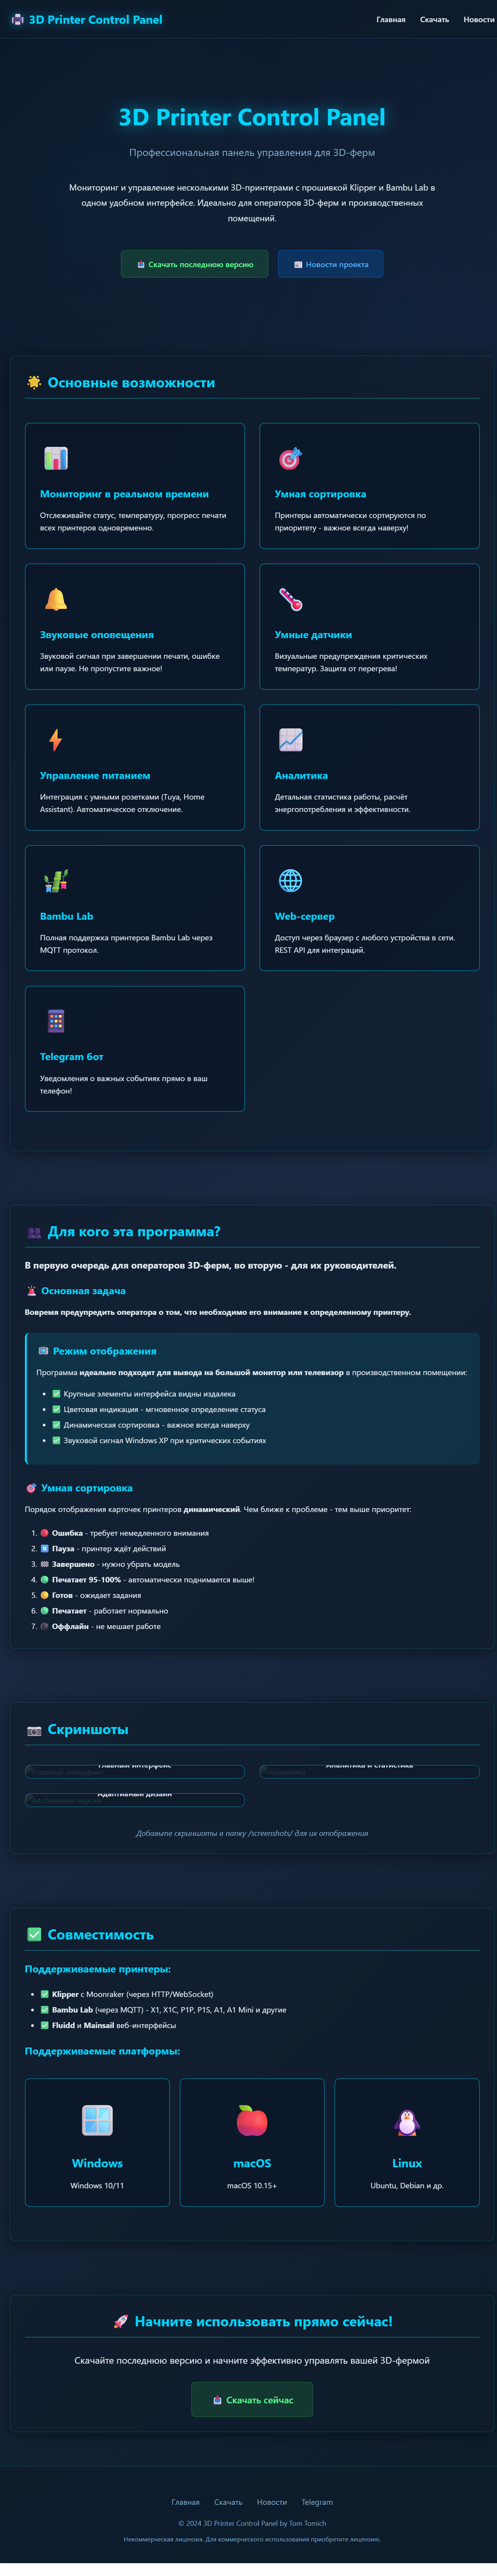 3D Printer Control Panel
Главная Скачать Новости
3D Printer Control Panel
Профессиональная панель управления для 3D-ферм
Мониторинг и управление несколькими 3D-принтерами с прошивкой Klipper и Bambu Lab в
одном удобном интерфейсе. Идеально для операторов 3D-ферм и производственных
помещений.
Скачать последнюю версию
Новости проекта
Основные возможности
Мониторинг в реальном времени
Отслеживайте статус, температуру, прогресс печати
всех принтеров одновременно.
Умная сортировка
Принтеры автоматически сортируются по
приоритету - важное всегда наверху!
Звуковые оповещения
Звуковой сигнал при завершении печати, ошибке
или паузе. Не пропустите важное!
Умные датчики
Визуальные предупреждения критических
температур. Защита от перегрева!
Управление питанием
Интеграция с умными розетками (Tuya, Home
Assistant). Автоматическое отключение.
Аналитика
Детальная статистика работы, расчёт
энергопотребления и эффективности.
Bambu Lab
Полная поддержка принтеров Bambu Lab через
MQTT протокол.
Web-сервер
Доступ через браузер с любого устройства в сети.
REST API для интеграций.
Telegram бот
Уведомления о важных событиях прямо в ваш
телефон!
Для кого эта программа?
В первую очередь для операторов 3D-ферм, во вторую - для их руководителей.
Основная задача
Вовремя предупредить оператора о том, что необходимо его внимание к определенному принтеру.
Режим отображения
Программа идеально подходит для вывода на большой монитор или телевизор в производственном помещении:
Крупные элементы интерфейса видны издалека
Цветовая индикация - мгновенное определение статуса
Динамическая сортировка - важное всегда наверху
Звуковой сигнал Windows XP при критических событиях
Умная сортировка
Порядок отображения карточек принтеров динамический. Чем ближе к проблеме - тем выше приоритет:
1. Ошибка - требует немедленного внимания
2. Пауза - принтер ждёт действий
3. Завершено - нужно убрать модель
4. Печатает 95-100% - автоматически поднимается выше!
5. Готов - ожидает задания
6. Печатает - работает нормально
7. Оффлайн - не мешает работе
Скриншоты
Главный интерфейс
Главный интерфейс
Аналитика и статистика
Аналитика
Адаптивный дизайн
Мобильная версия
Добавьте скриншоты в папку /screenshots/ для их отображения
Совместимость
Поддерживаемые принтеры:
Klipper с Moonraker (через HTTP/WebSocket)
Bambu Lab (через MQTT) - X1, X1C, P1P, P1S, A1, A1 Mini и другие
Fluidd и Mainsail веб-интерфейсы
Поддерживаемые платформы:
Windows
Windows 10/11
macOS
macOS 10.15+
Linux
Ubuntu, Debian и др.
Начните использовать прямо сейчас!
Скачайте последнюю версию и начните эффективно управлять вашей 3D-фермой
Скачать сейчас
Главная Скачать Новости Telegram
© 2024 3D Printer Control Panel by Tom Tomich
Некоммерческая лицензия. Для коммерческого использования приобретите лицензию.